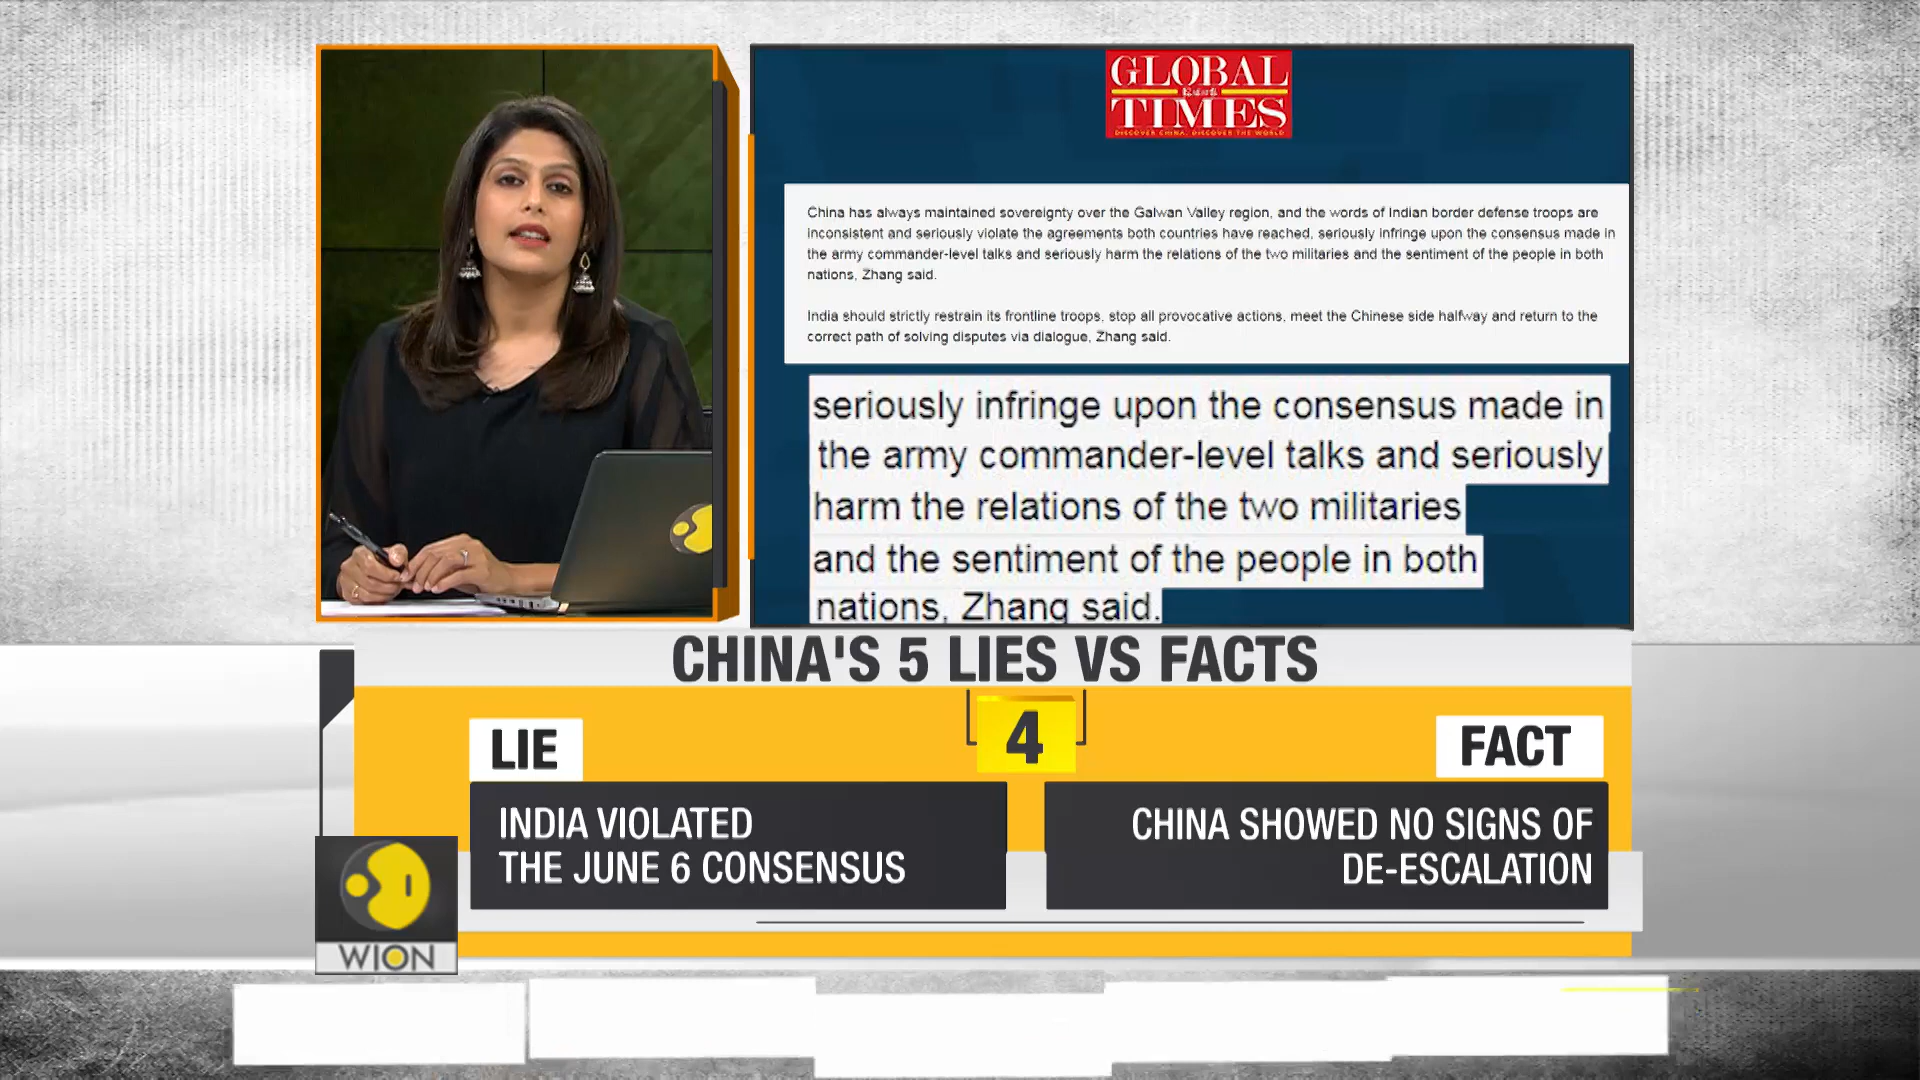 GLOBAL
TIMES
DISCOVER CHINA, DISCOVER THE WORLD
China has always maintained sovereignty over the Galwan Valley region, and the words of Indian border defense troops are
inconsistent and seriously violate the agreements both countries have reached, seriously infringe upon the consensus made in
the army commander-level talks and seriously harm the relations of the two militaries and the sentiment of the people in both
nations, Zhang said.
India should strictly restrain its frontline troops, stop all provocative actions, meet the Chinese side halfway and return to the
correct path of solving disputes via dialogue, Zhang said.
seriously infringe upon the consensus made in
the army commander-level talks and seriously
harm the relations of the two militaries
and the sentiment of the people in both
nations, Zhang said.
CHINA'S 5 LIES VS FACTS
4
LIE
FACT
INDIA VIOLATED
THE JUNE 6 CONSENSUS
CHINA SHOWED NO SIGNS OF
DE-ESCALATION
WION